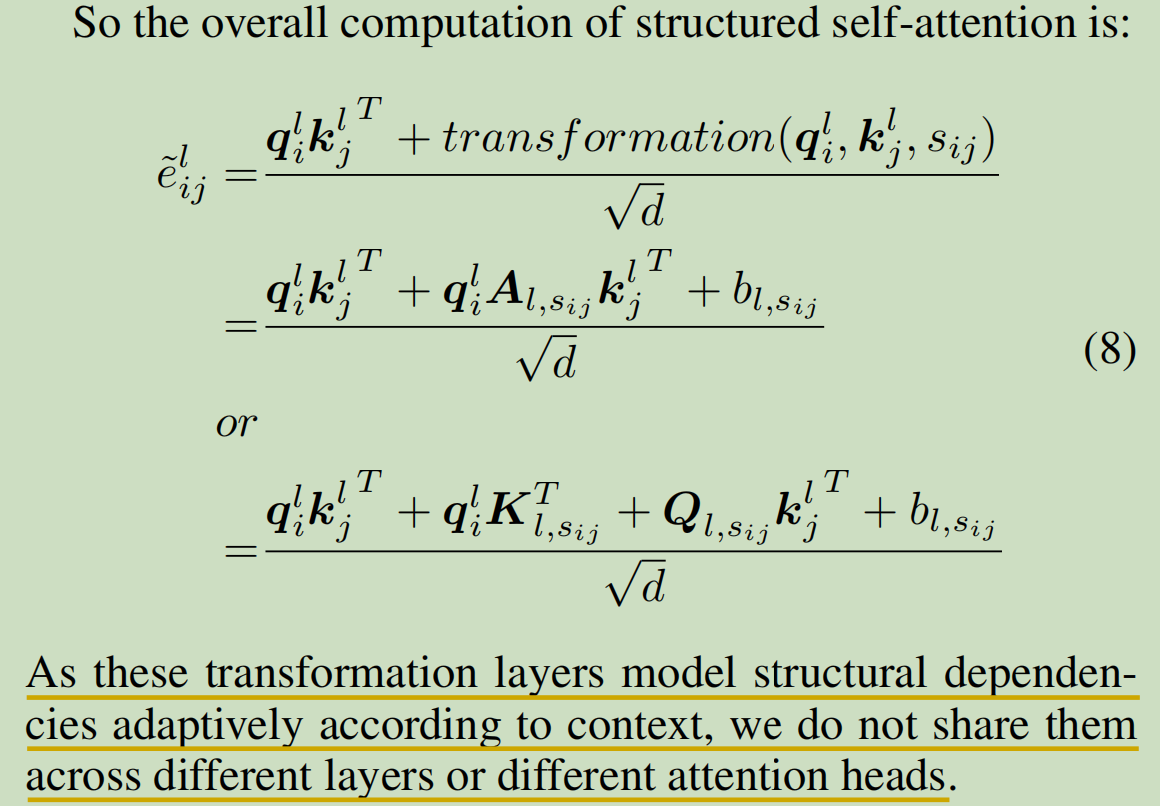 So the overall computation of structured self-attention is:
$\tilde{e}_{ij}^{l} = \frac{\boldsymbol{q}_i^l {\boldsymbol{k}_j^l}^T + transformation(\boldsymbol{q}_i^l, \boldsymbol{k}_j^l, s_{ij})}{\sqrt{d}}$
$= \frac{\boldsymbol{q}_i^l {\boldsymbol{k}_j^l}^T + \boldsymbol{q}_i^l \boldsymbol{A}_{l,s_{ij}} {\boldsymbol{k}_j^l}^T + b_{l,s_{ij}}}{\sqrt{d}}$
(8)
or
$= \frac{\boldsymbol{q}_i^l {\boldsymbol{k}_j^l}^T + \boldsymbol{q}_i^l \boldsymbol{K}_{l,s_{ij}}^T + \boldsymbol{Q}_{l,s_{ij}} {\boldsymbol{k}_j^l}^T + b_{l,s_{ij}}}{\sqrt{d}}$
As these transformation layers model structural dependen-
cies adaptively according to context, we do not share them
across different layers or different attention heads.